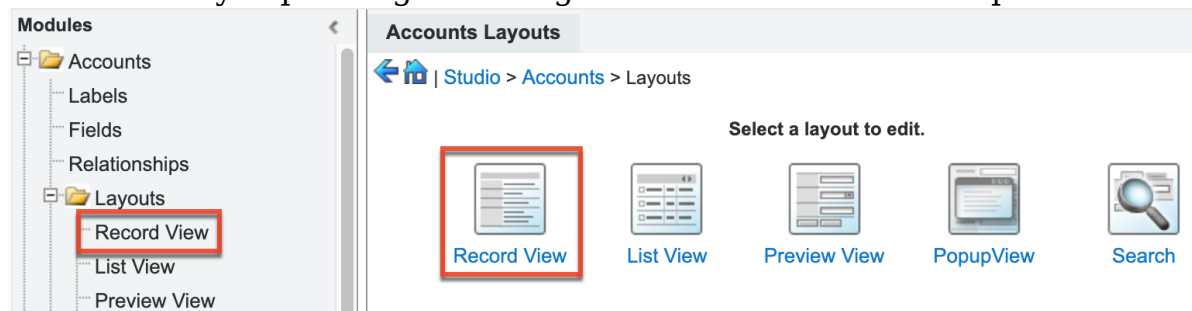 Modules
Accounts
Labels
Fields
Relationships
Layouts
Record View
List View
Preview View
Accounts Layouts
| Studio > Accounts > Layouts
Select a layout to edit.
Record View List View Preview View PopupView Search